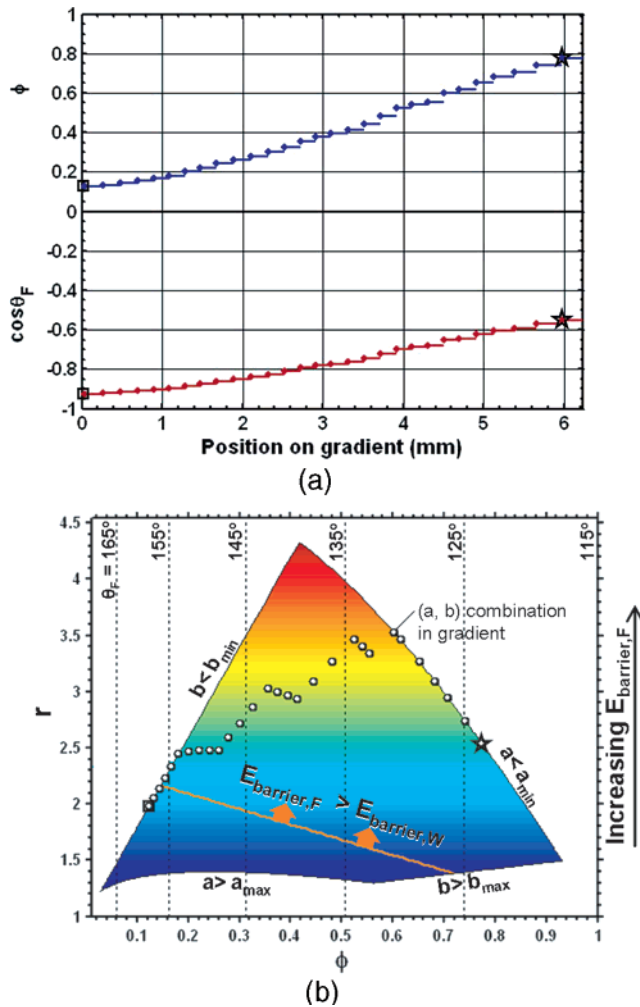 1
0.8
ϕ
0.6
0.4
0.2
0
-0.2
cosθF
-0.4
-0.6
-0.8
-1
0 1 2 3 4 5 6
Position on gradient (mm)
(a)
4.5
θF = 165° 155° 145° 135° 125° 115°
4
(a, b) combination
in gradient
b<bmin
3.5
3
r
2.5
a<amin
2
Ebarrier,F > Ebarrier,W
1.5
a> amax
b> bmax
1
0.1 0.2 0.3 0.4 0.5 0.6 0.7 0.8 0.9 1
ϕ
Increasing Ebarrier,F
(b)